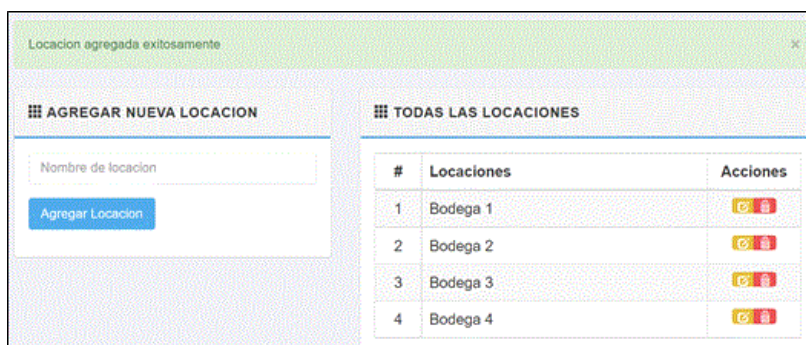 Locacion agregada exitosamente ×
AGREGAR NUEVA LOCACION
Nombre de locacion
Agregar Locacion
TODAS LAS LOCACIONES
# Locaciones Acciones
1 Bodega 1
2 Bodega 2
3 Bodega 3
4 Bodega 4